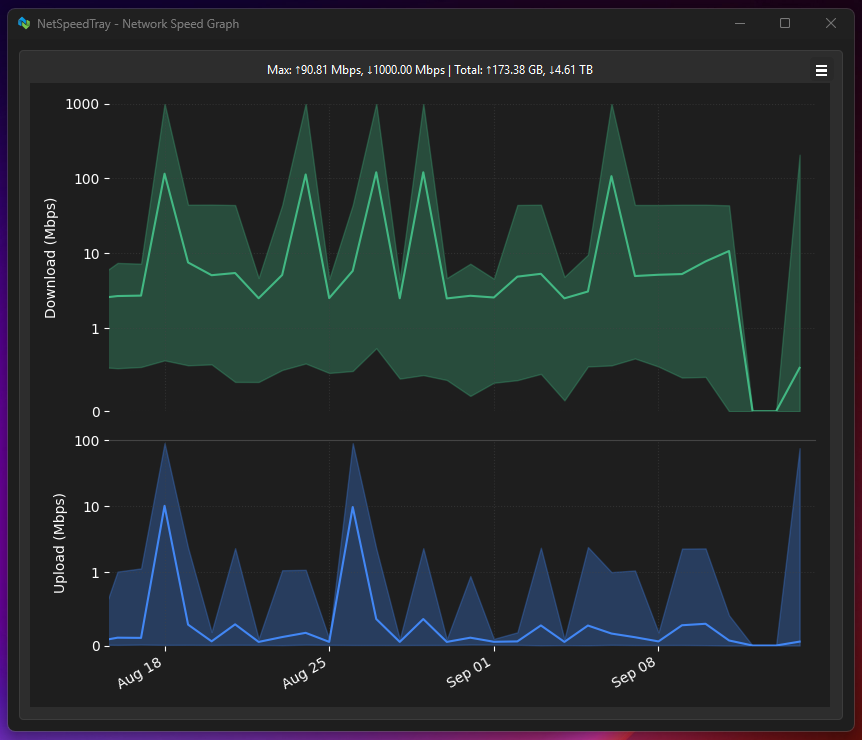 NetSpeedTray - Network Speed Graph
Max: ↑90.81 Mbps, ↓1000.00 Mbps | Total: ↑173.38 GB, ↓4.61 TB
Download (Mbps)
1000
100
10
1
0
Upload (Mbps)
100
10
1
0
Aug 18
Aug 25
Sep 01
Sep 08